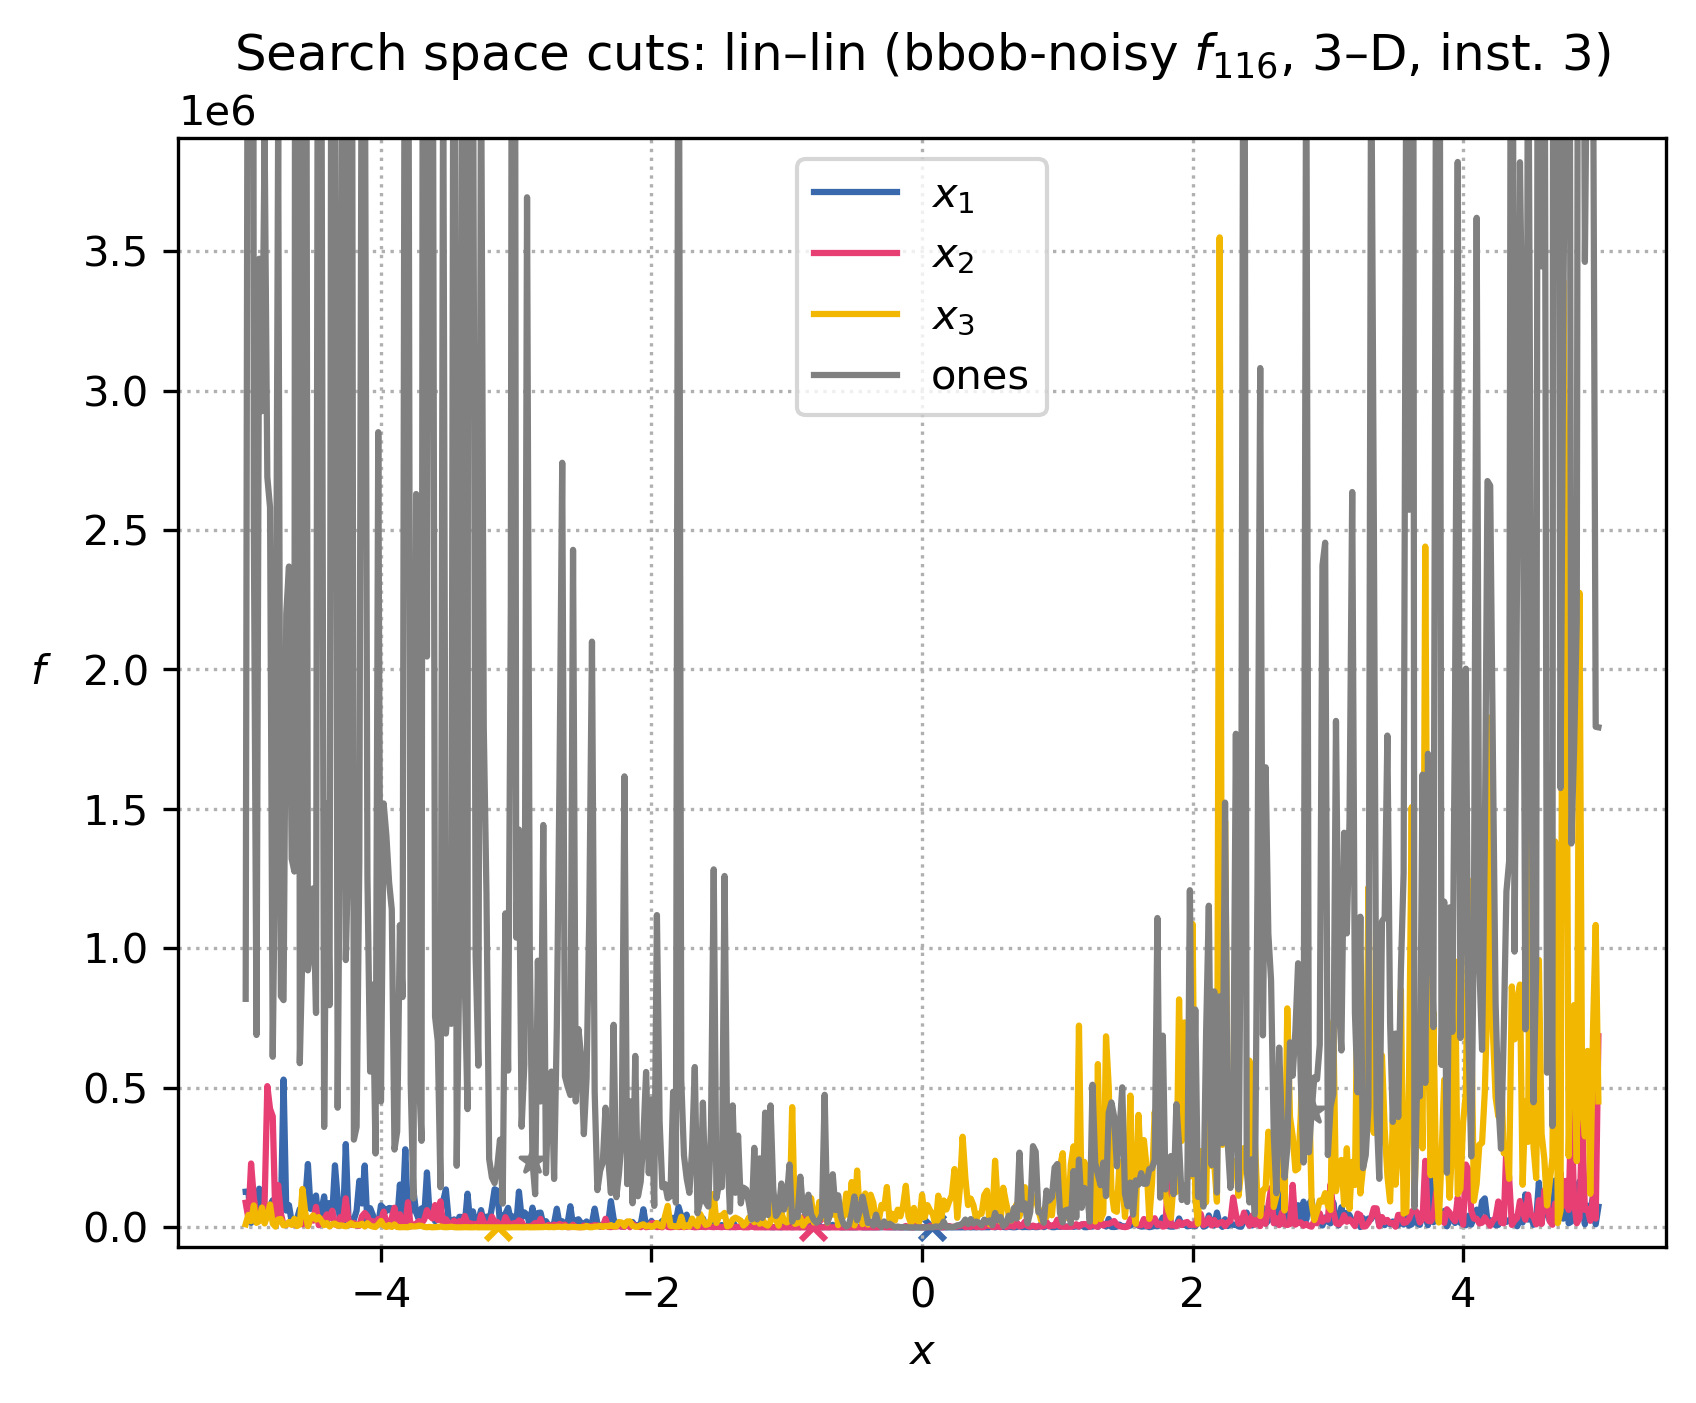 Search space cuts: lin–lin (bbob-noisy f₁₁₆, 3–D, inst. 3)
1e6
x₁
x₂
x₃
ones
3.5
3.0
2.5
2.0
1.5
1.0
0.5
0.0
f
−4 −2 0 2 4
x